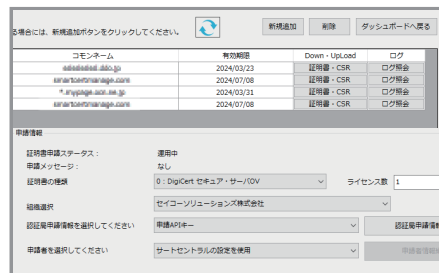 る場合には、新規追加ボタンをクリックしてください。 新規追加 削除 ダッシュボードへ戻る
コモンネーム 有効期限 Down・UpLoad ログ
2024/03/23 証明書・CSR ログ照会
2024/07/08 証明書・CSR ログ照会
2024/03/31 証明書・CSR ログ照会
2024/07/08 証明書・CSR ログ照会
申請情報
証明書申請ステータス： 運用中
申請メッセージ： なし
証明書の種類 0：DigiCert セキュア・サーバOV ライセンス数 1
組織選択 セイコーソリューションズ株式会社
認証局申請情報を選択してください 申請APIキー 認証局申請情報
申請者を選択してください サートセントラルの設定を使用 申請者情報